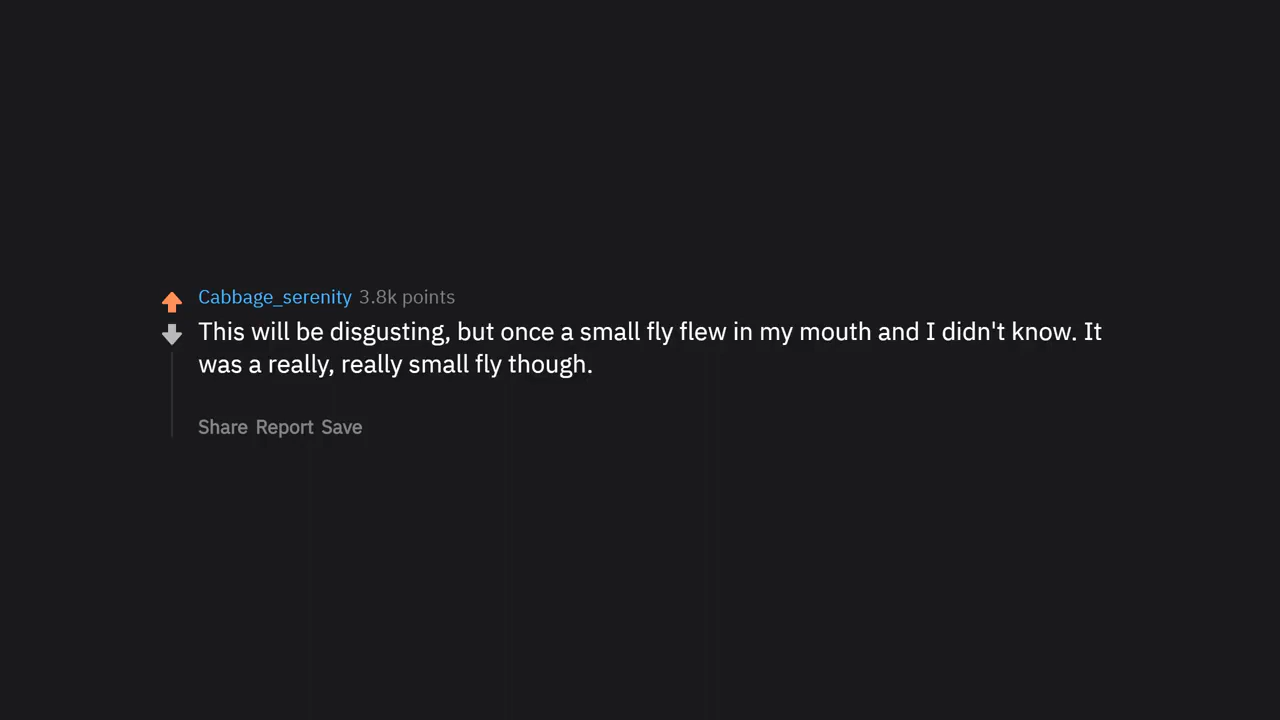 Cabbage_serenity 3.8k points
This will be disgusting, but once a small fly flew in my mouth and I didn't know. It
was a really, really small fly though.
Share Report Save